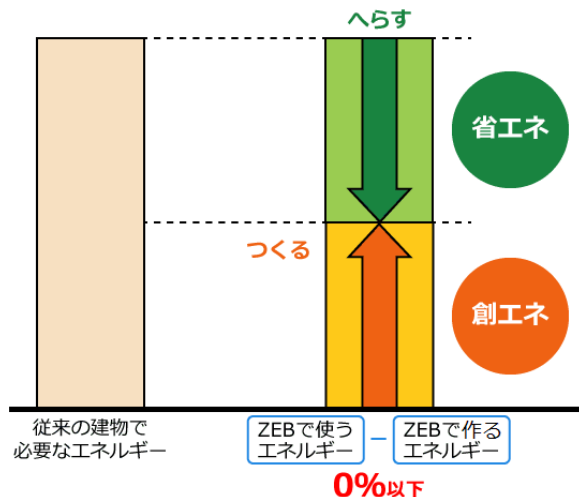 へらす
省エネ
つくる
創エネ
従来の建物で
必要なエネルギー
ZEBで使う
エネルギー
－
ZEBで作る
エネルギー
0%以下